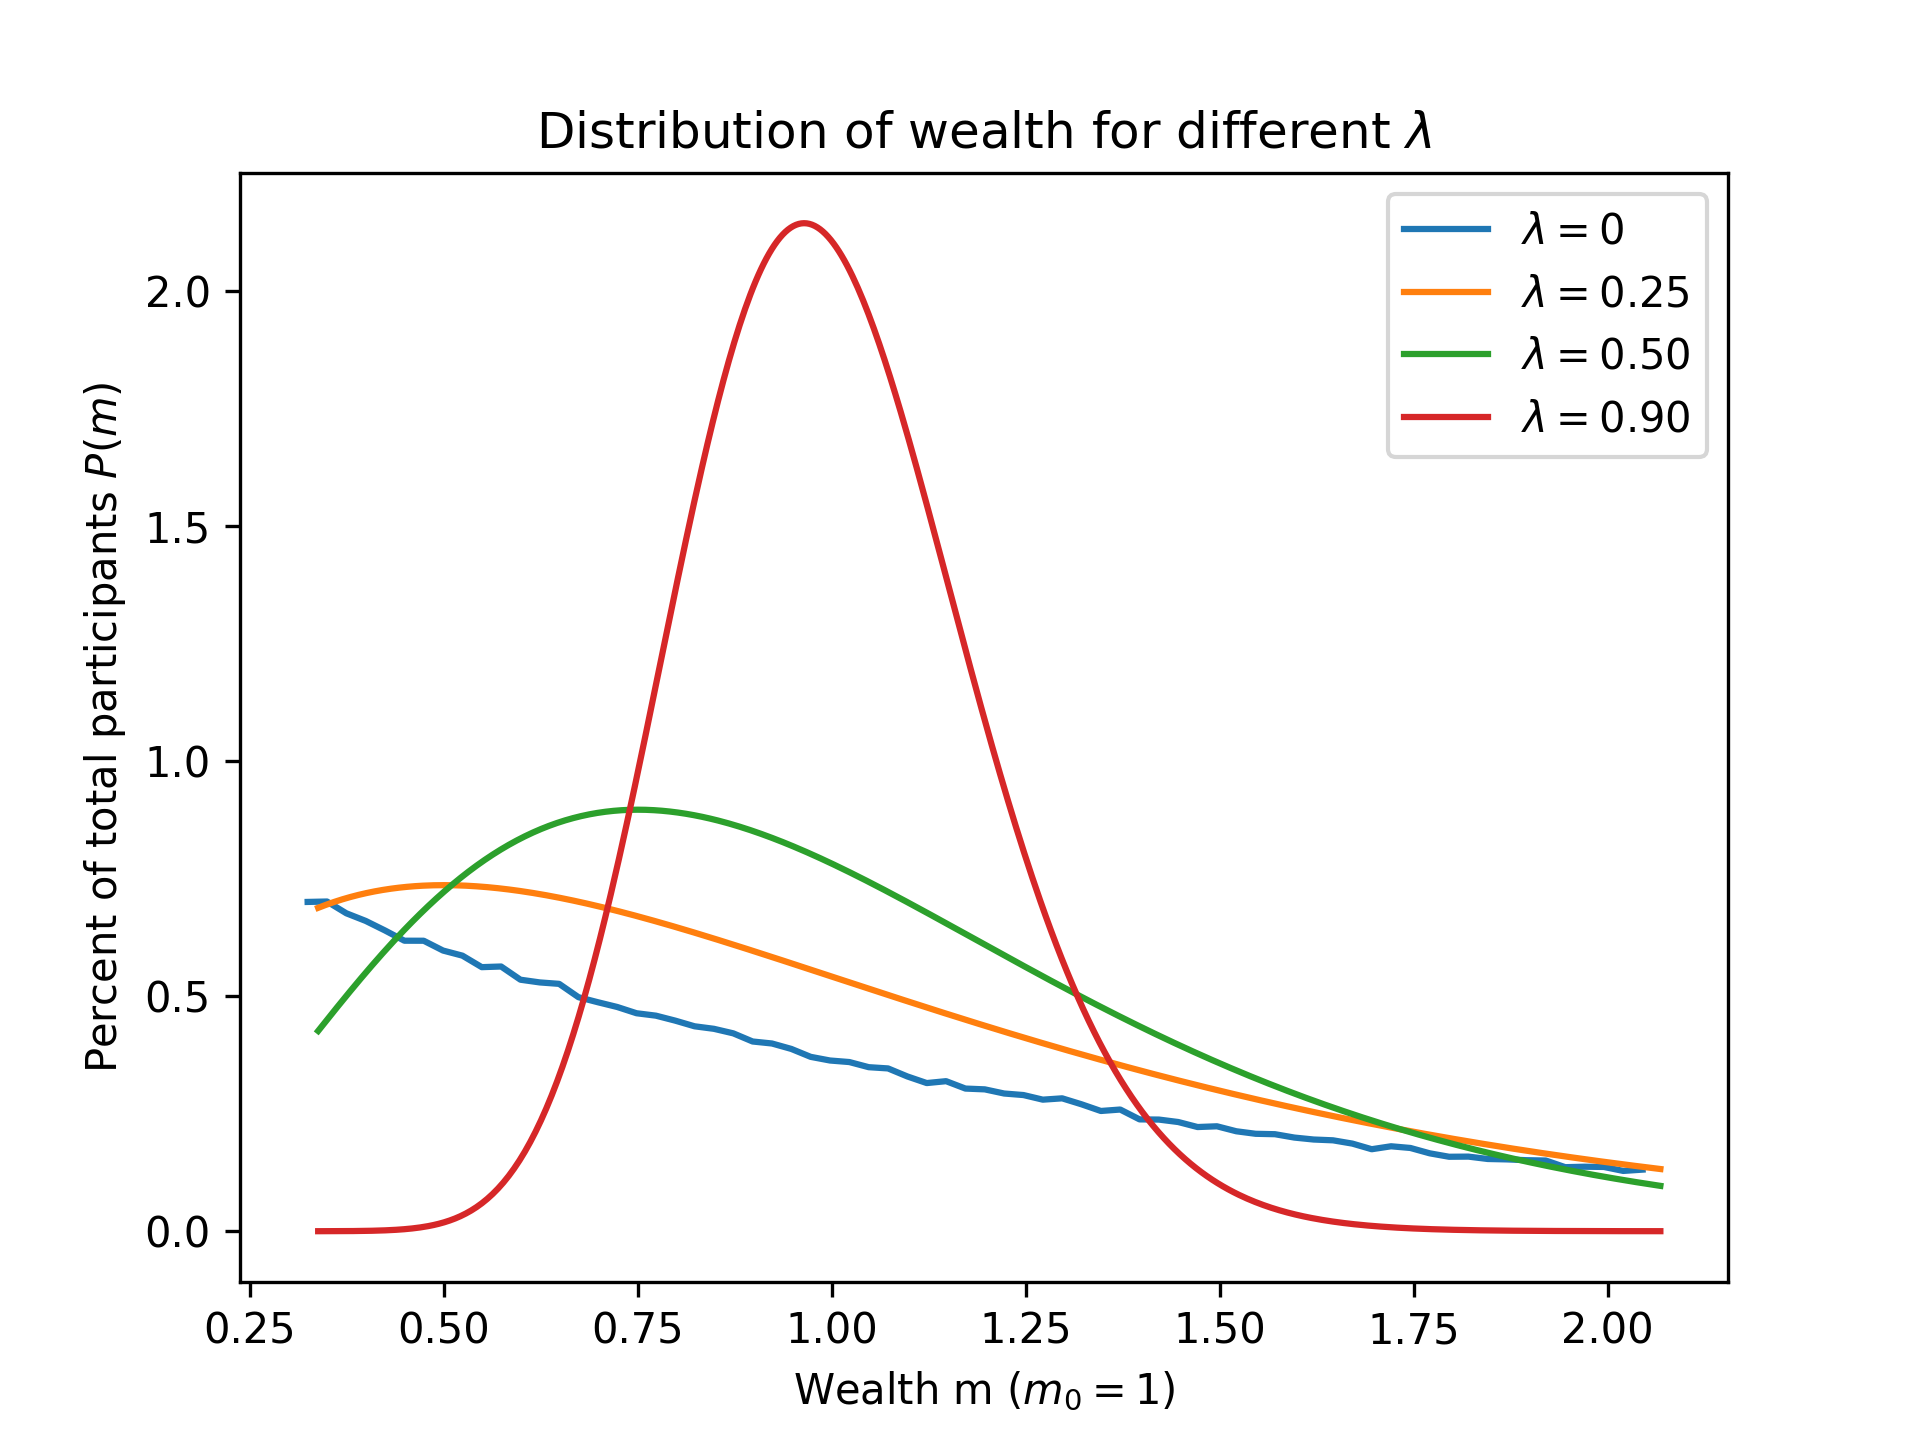 Distribution of wealth for different λ
λ = 0
λ = 0.25
λ = 0.50
λ = 0.90
Percent of total participants P(m)
2.0
1.5
1.0
0.5
0.0
0.25 0.50 0.75 1.00 1.25 1.50 1.75 2.00
Wealth m (m₀ = 1)